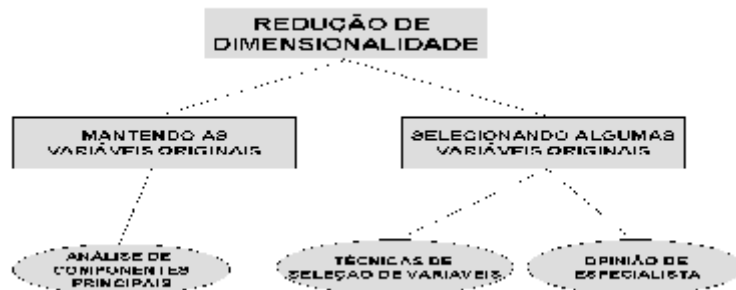 REDUÇÃO DE
DIMENSIONALIDADE
MANTENDO AS
VARIÁVEIS ORIGINAIS
SELECIONANDO ALGUMAS
VARIÁVEIS ORIGINAIS
ANÁLISE DE
COMPONENTES
PRINCIPAIS
TÉCNICAS DE
SELEÇÃO DE VARIÁVEIS
OPINIÃO DE
ESPECIALISTA